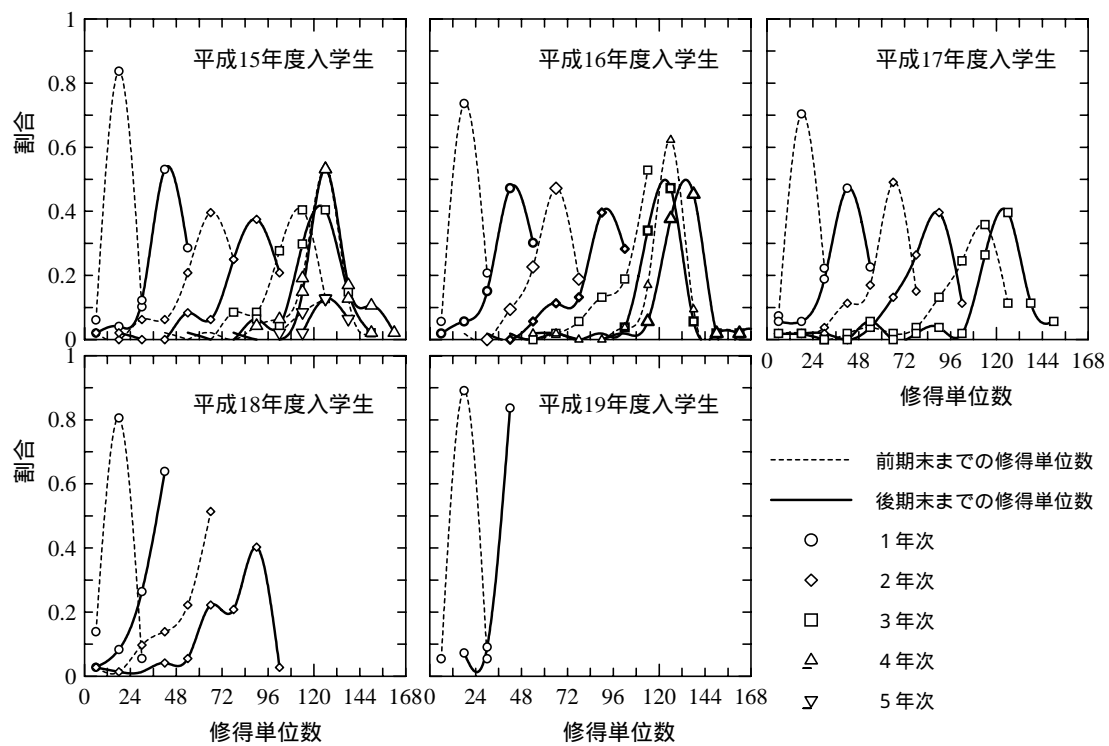 平成15年度入学生
平成16年度入学生
平成17年度入学生
1
0.8
0.6
0.4
0.2
0
割合
0 24 48 72 96 120 144 168
修得単位数
平成18年度入学生
平成19年度入学生
1
0.8
0.6
0.4
0.2
0
割合
0 24 48 72 96 120 144 168
修得単位数
0 24 48 72 96 120 144 168
修得単位数
前期末までの修得単位数
後期末までの修得単位数
1年次
2年次
3年次
4年次
5年次